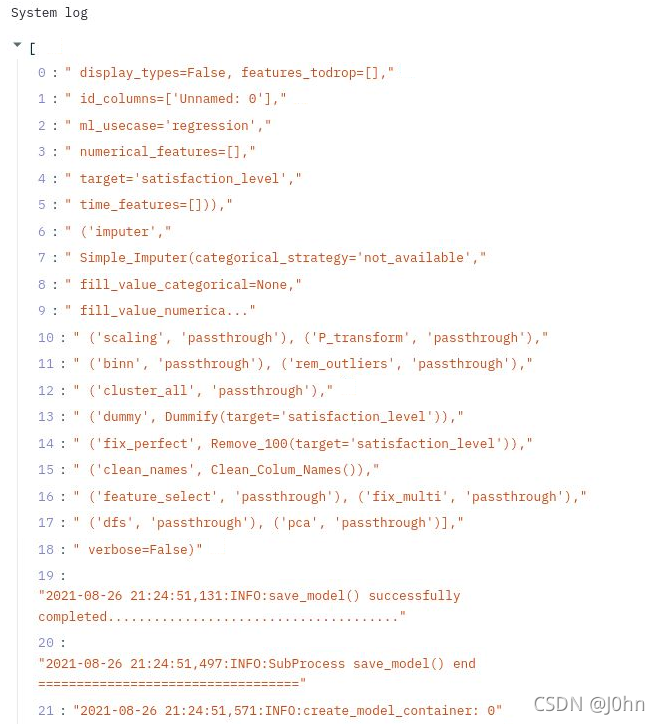 System log
[
0 : " display_types=False, features_todrop=[],"
1 : " id_columns=['Unnamed: 0'],"
2 : " ml_usecase='regression',"
3 : " numerical_features=[],"
4 : " target='satisfaction_level',"
5 : " time_features=[])),"
6 : " ('imputer',"
7 : " Simple_Imputer(categorical_strategy='not_available',"
8 : " fill_value_categorical=None,"
9 : " fill_value_numerica..."
10 : " ('scaling', 'passthrough'), ('P_transform', 'passthrough'),"
11 : " ('binn', 'passthrough'), ('rem_outliers', 'passthrough'),"
12 : " ('cluster_all', 'passthrough'),"
13 : " ('dummy', Dummify(target='satisfaction_level')),"
14 : " ('fix_perfect', Remove_100(target='satisfaction_level')),"
15 : " ('clean_names', Clean_Colum_Names()),"
16 : " ('feature_select', 'passthrough'), ('fix_multi', 'passthrough'),"
17 : " ('dfs', 'passthrough'), ('pca', 'passthrough')],"
18 : " verbose=False)"
19 :
"2021-08-26 21:24:51,131:INFO:save_model() successfully
completed......................................"
20 :
"2021-08-26 21:24:51,497:INFO:SubProcess save_model() end
=================================="
21 : "2021-08-26 21:24:51,571:INFO:create_model_container: 0"
CSDN @J0hn